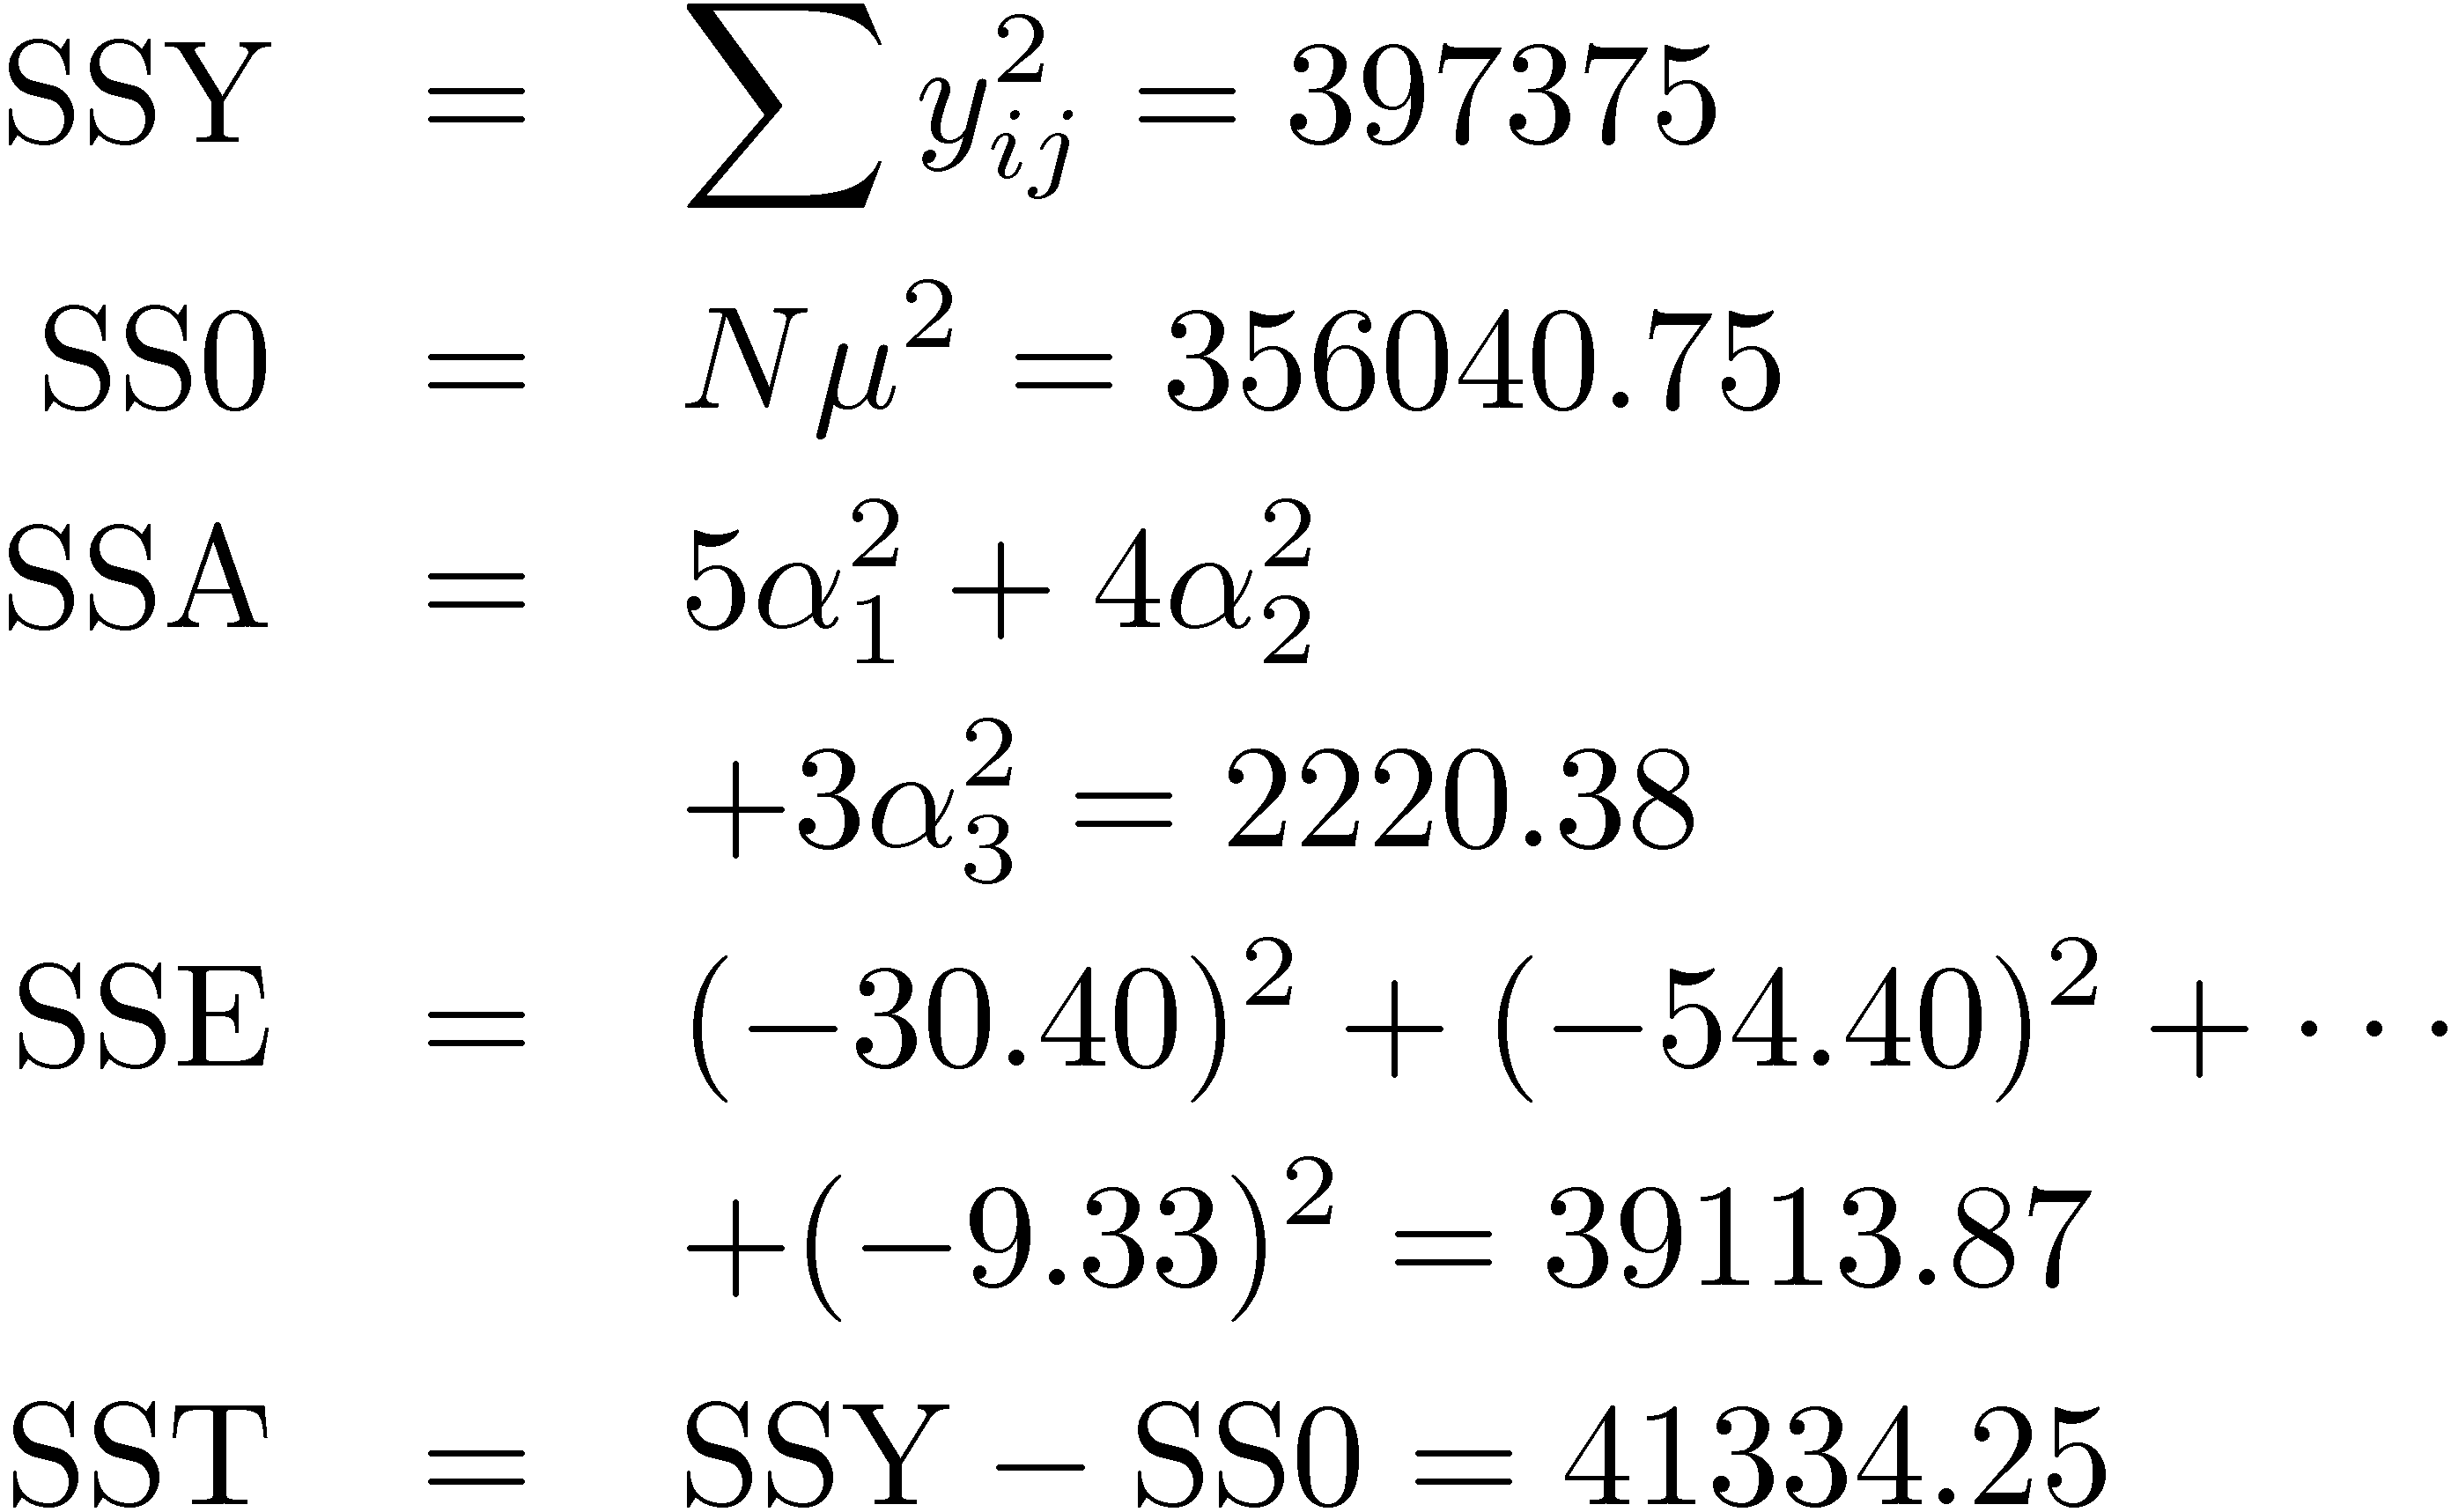 SSY = ∑ y_{ij}^2 = 397375
SS0 = Nμ^2 = 356040.75
SSA = 5α_1^2 + 4α_2^2
+3α_3^2 = 2220.38
SSE = (−30.40)^2 + (−54.40)^2 + ⋯
+(−9.33)^2 = 39113.87
SST = SSY − SS0 = 41334.25